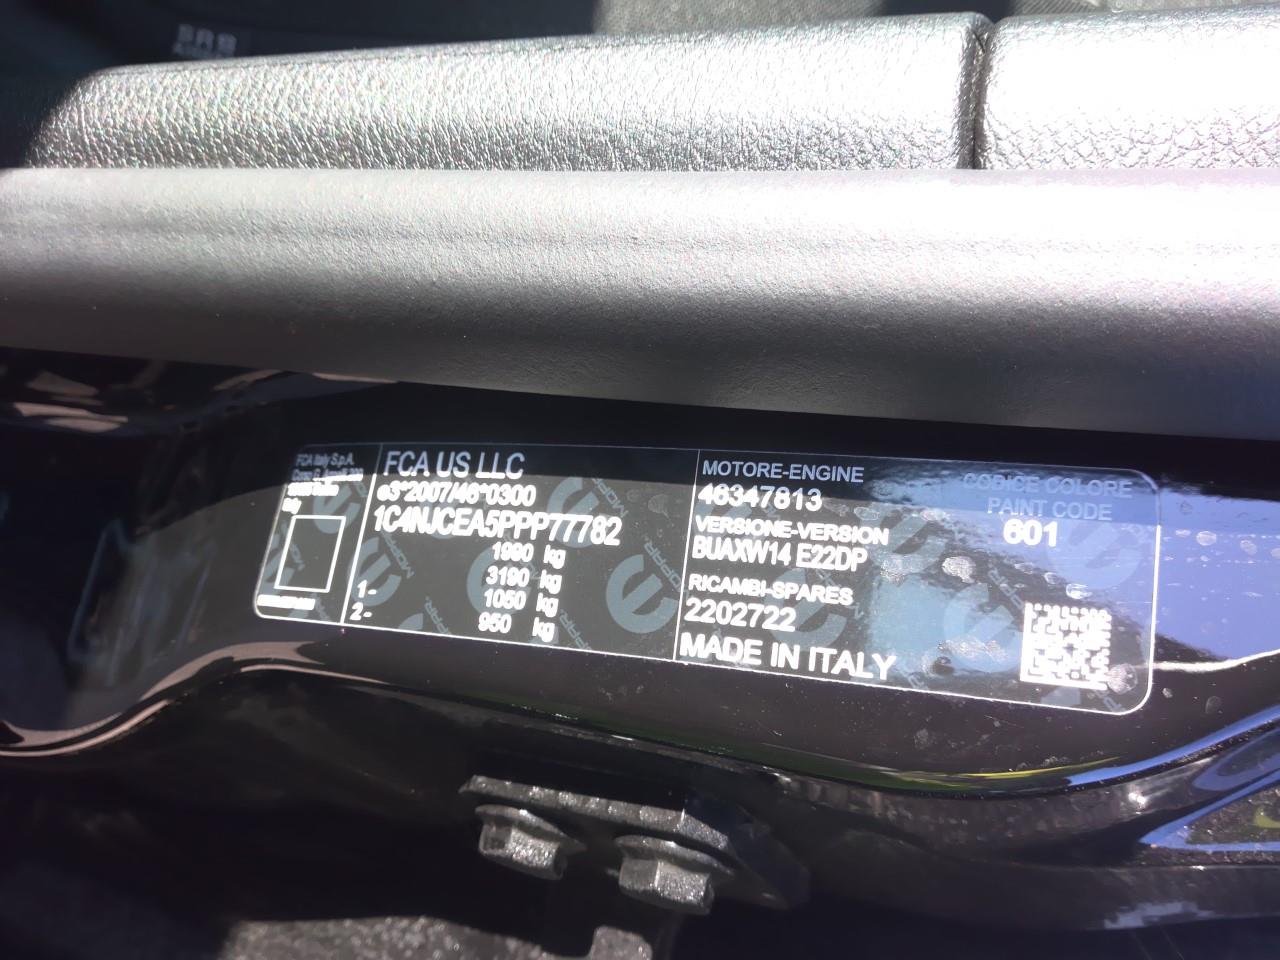 SRS
FCA Italy S.p.A.
FCA US LLC
e3*2007/46*0300
1C4NJCEA5PPP77782
1990 kg
3190 kg
1- 1050 kg
2- 950 kg
MOTORE-ENGINE
46347813
VERSIONE-VERSION
BUAXW14 E22DP
RICAMBI-SPARES
2202722
MADE IN ITALY
CODICE COLORE
PAINT CODE
601
MOPAR